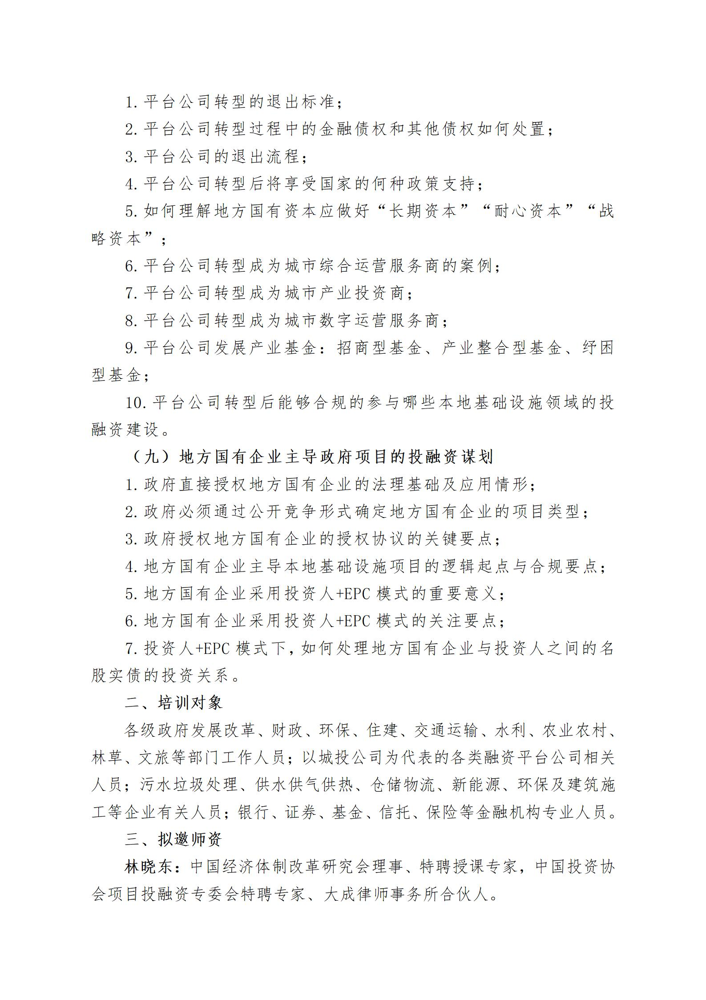 1.平台公司转型的退出标准；
2.平台公司转型过程中的金融债权和其他债权如何处置；
3.平台公司的退出流程；
4.平台公司转型后将享受国家的何种政策支持；
5.如何理解地方国有资本应做好“长期资本”“耐心资本”“战
略资本”；
6.平台公司转型成为城市综合运营服务商的案例；
7.平台公司转型成为城市产业投资商；
8.平台公司转型成为城市数字运营服务商；
9.平台公司发展产业基金：招商型基金、产业整合型基金、纾困
型基金；
10.平台公司转型后能够合规的参与哪些本地基础设施领域的投
融资建设。
（九）地方国有企业主导政府项目的投融资谋划
1.政府直接授权地方国有企业的法理基础及应用情形；
2.政府必须通过公开竞争形式确定地方国有企业的项目类型；
3.政府授权地方国有企业的授权协议的关键要点；
4.地方国有企业主导本地基础设施项目的逻辑起点与合规要点；
5.地方国有企业采用投资人+EPC模式的重要意义；
6.地方国有企业采用投资人+EPC模式的关注要点；
7.投资人+EPC模式下，如何处理地方国有企业与投资人之间的名
股实债的投资关系。
二、培训对象
各级政府发展改革、财政、环保、住建、交通运输、水利、农业农村、
林草、文旅等部门工作人员；以城投公司为代表的各类融资平台公司相关
人员；污水垃圾处理、供水供气供热、仓储物流、新能源、环保及建筑施
工等企业有关人员；银行、证券、基金、信托、保险等金融机构专业人员。
三、拟邀师资
林晓东：中国经济体制改革研究会理事、特聘授课专家，中国投资协
会项目投融资专委会特聘专家、大成律师事务所合伙人。